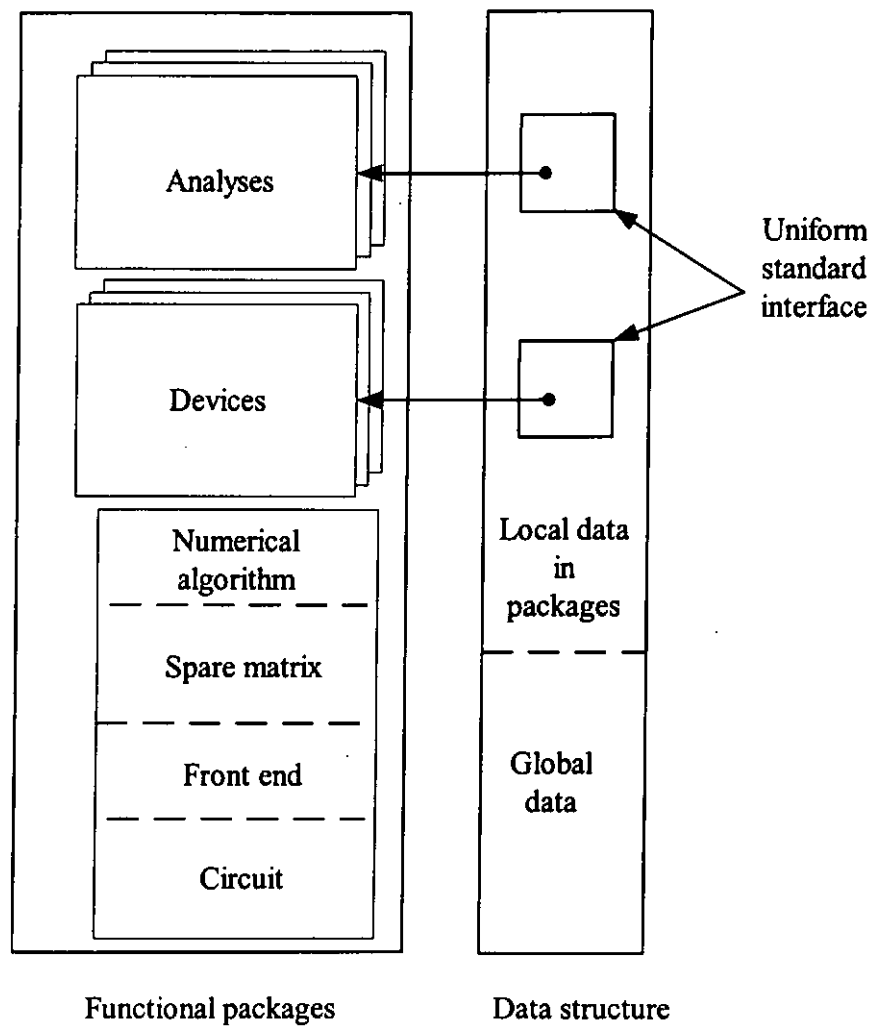 Analyses
Devices
Numerical
algorithm
Spare matrix
Front end
Circuit
Local data
in
packages
Global
data
Uniform
standard
interface
Functional packages
Data structure